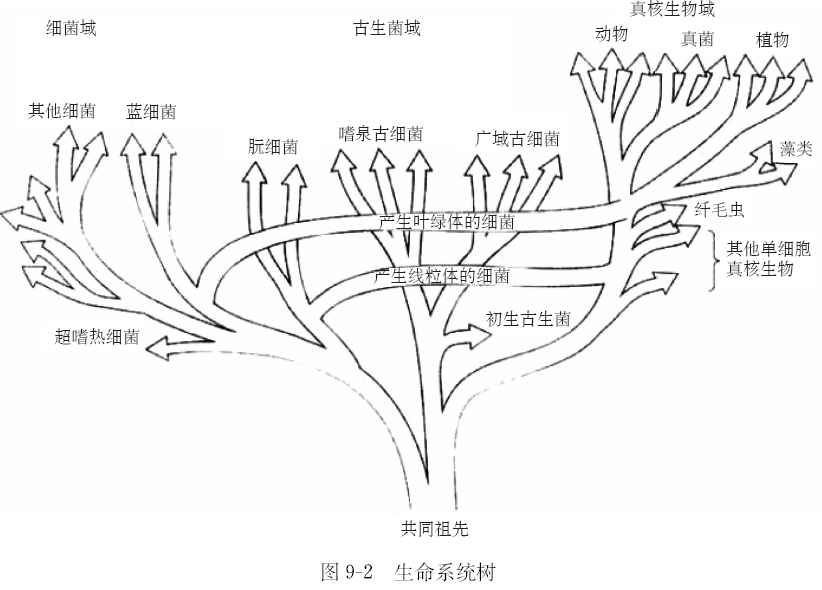 真核生物域
细菌域
古生菌域
动物
真菌
植物
其他细菌
蓝细菌
朊细菌
嗜泉古细菌
广域古细菌
藻类
纤毛虫
产生叶绿体的细菌
其他单细胞
真核生物
产生线粒体的细菌
初生古生菌
超嗜热细菌
共同祖先
图 9-2 生命系统树